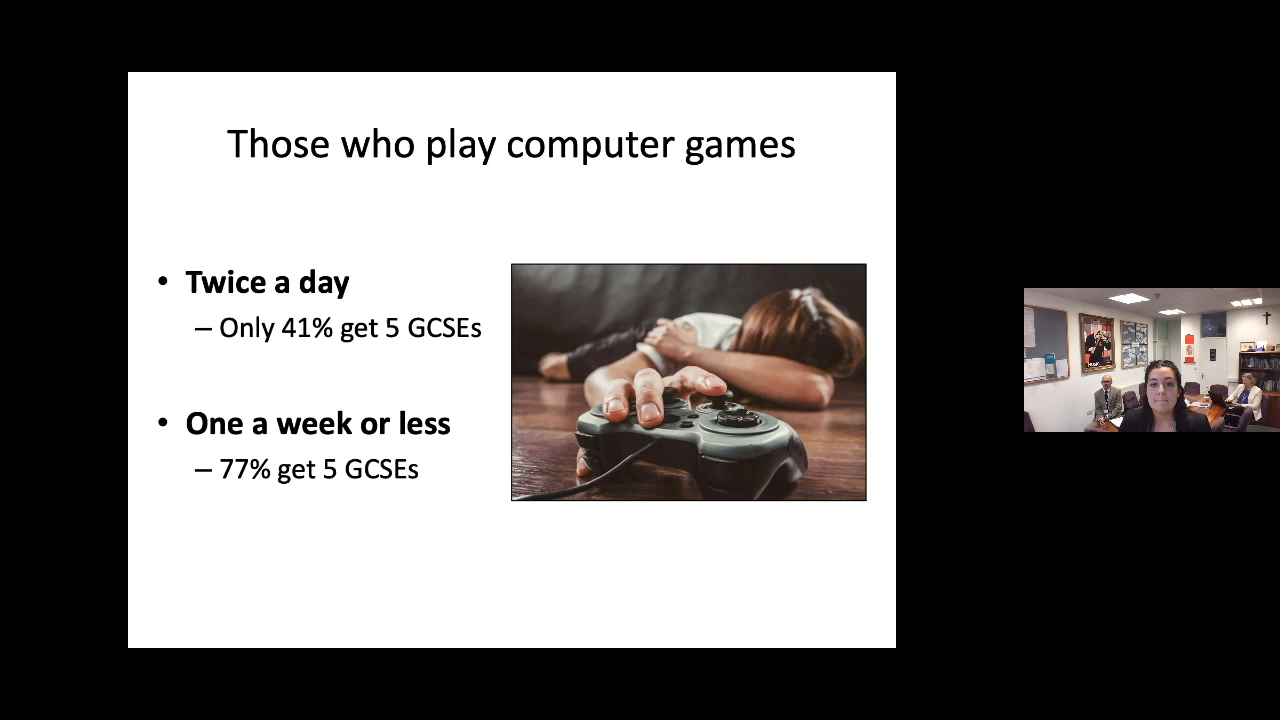 Those who play computer games
• Twice a day
– Only 41% get 5 GCSEs
• One a week or less
– 77% get 5 GCSEs